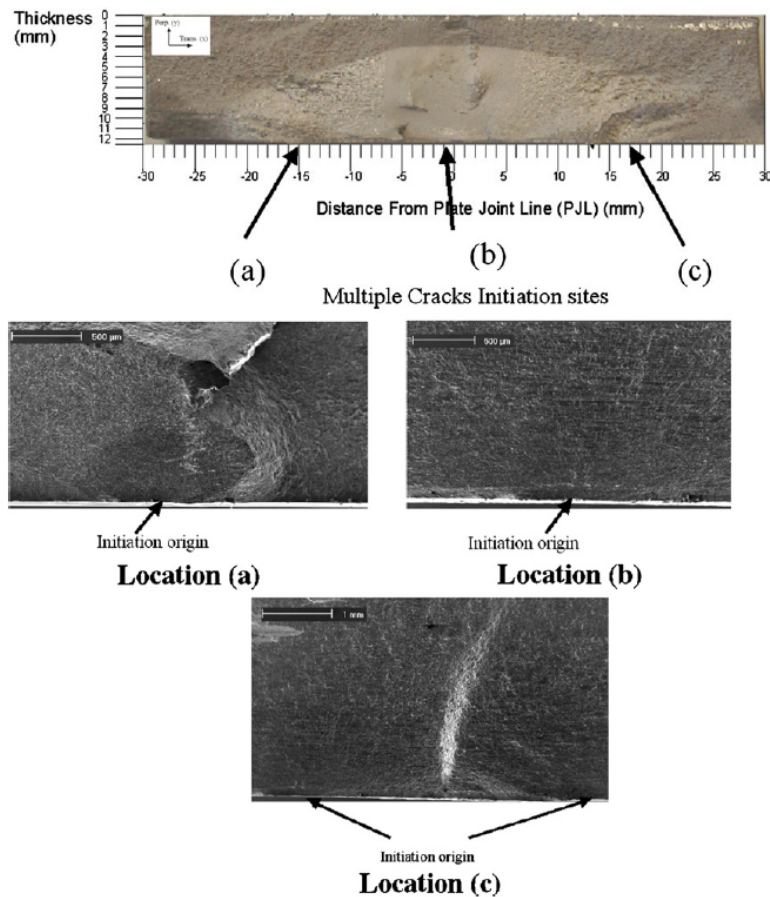 Thickness
(mm)
Perp. (y)
Trans. (x)
0
1
2
3
4
5
6
7
8
9
10
11
12
-30 -25 -20 -15 -10 -5 0 5 10 15 20 25 30
Distance From Plate Joint Line (PJL) (mm)
(a) (b) (c)
Multiple Cracks Initiation sites
500 µm
500 µm
Initiation origin
Initiation origin
Location (a)
Location (b)
1 mm
Initiation origin
Location (c)